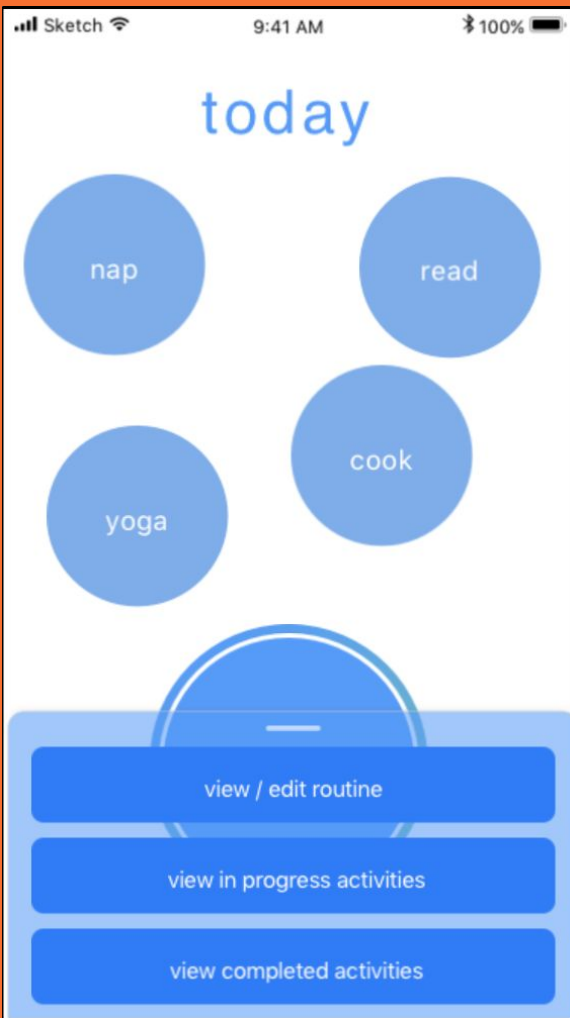 Sketch 9:41 AM 100%
today
nap
read
cook
yoga
view / edit routine
view in progress activities
view completed activities